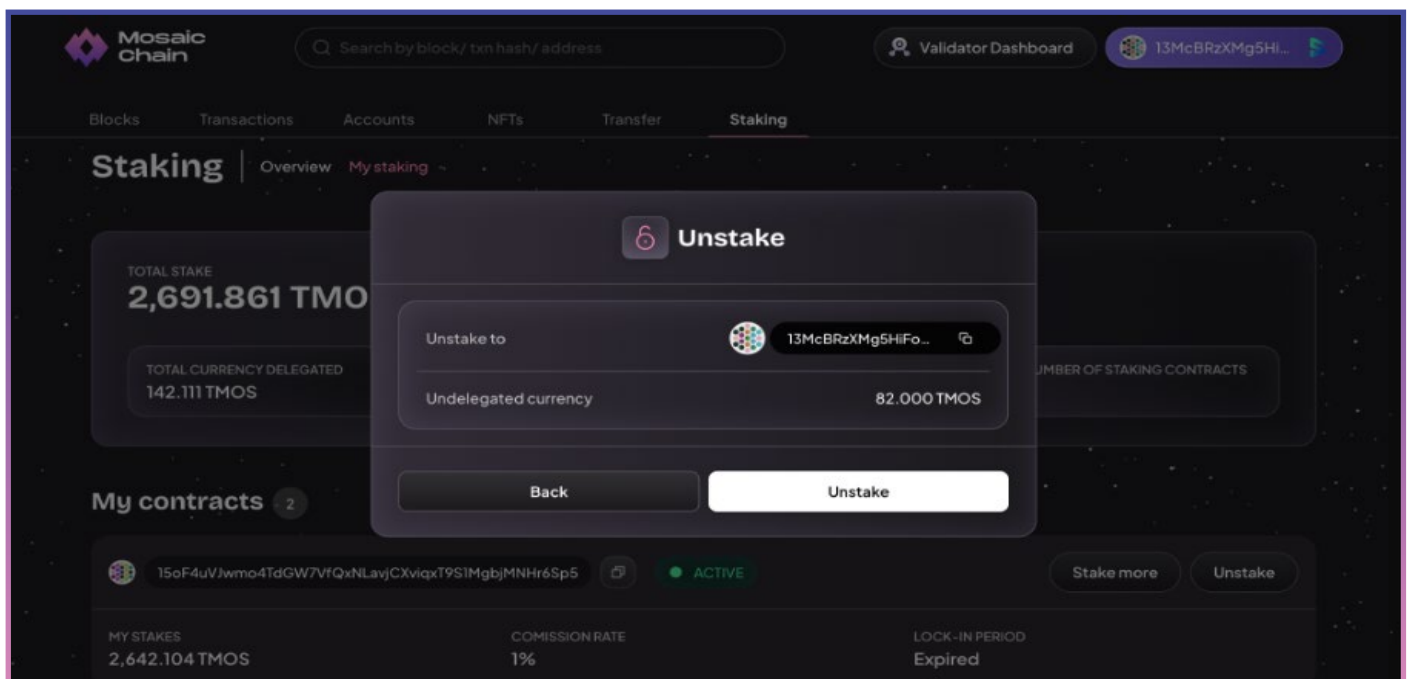 Mosaic
Chain
Search by block/ txn hash/ address
Validator Dashboard
13McBRzXMg5Hi...
Blocks Transactions Accounts NFTs Transfer Staking
Staking Overview My staking
Unstake
TOTAL STAKE
2,691.861 TMO
Unstake to 13McBRzXMg5HiFo...
TOTAL CURRENCY DELEGATED
142.111 TMOS
UMBER OF STAKING CONTRACTS
Undelegated currency 82.000 TMOS
Back Unstake
My contracts 2
15oF4uVJwmo4TdGW7VfQxNLavjCXviqxT9S1MgbjMNHr6Sp5 ACTIVE Stake more Unstake
MY STAKES COMISSION RATE LOCK-IN PERIOD
2,642.104 TMOS 1% Expired